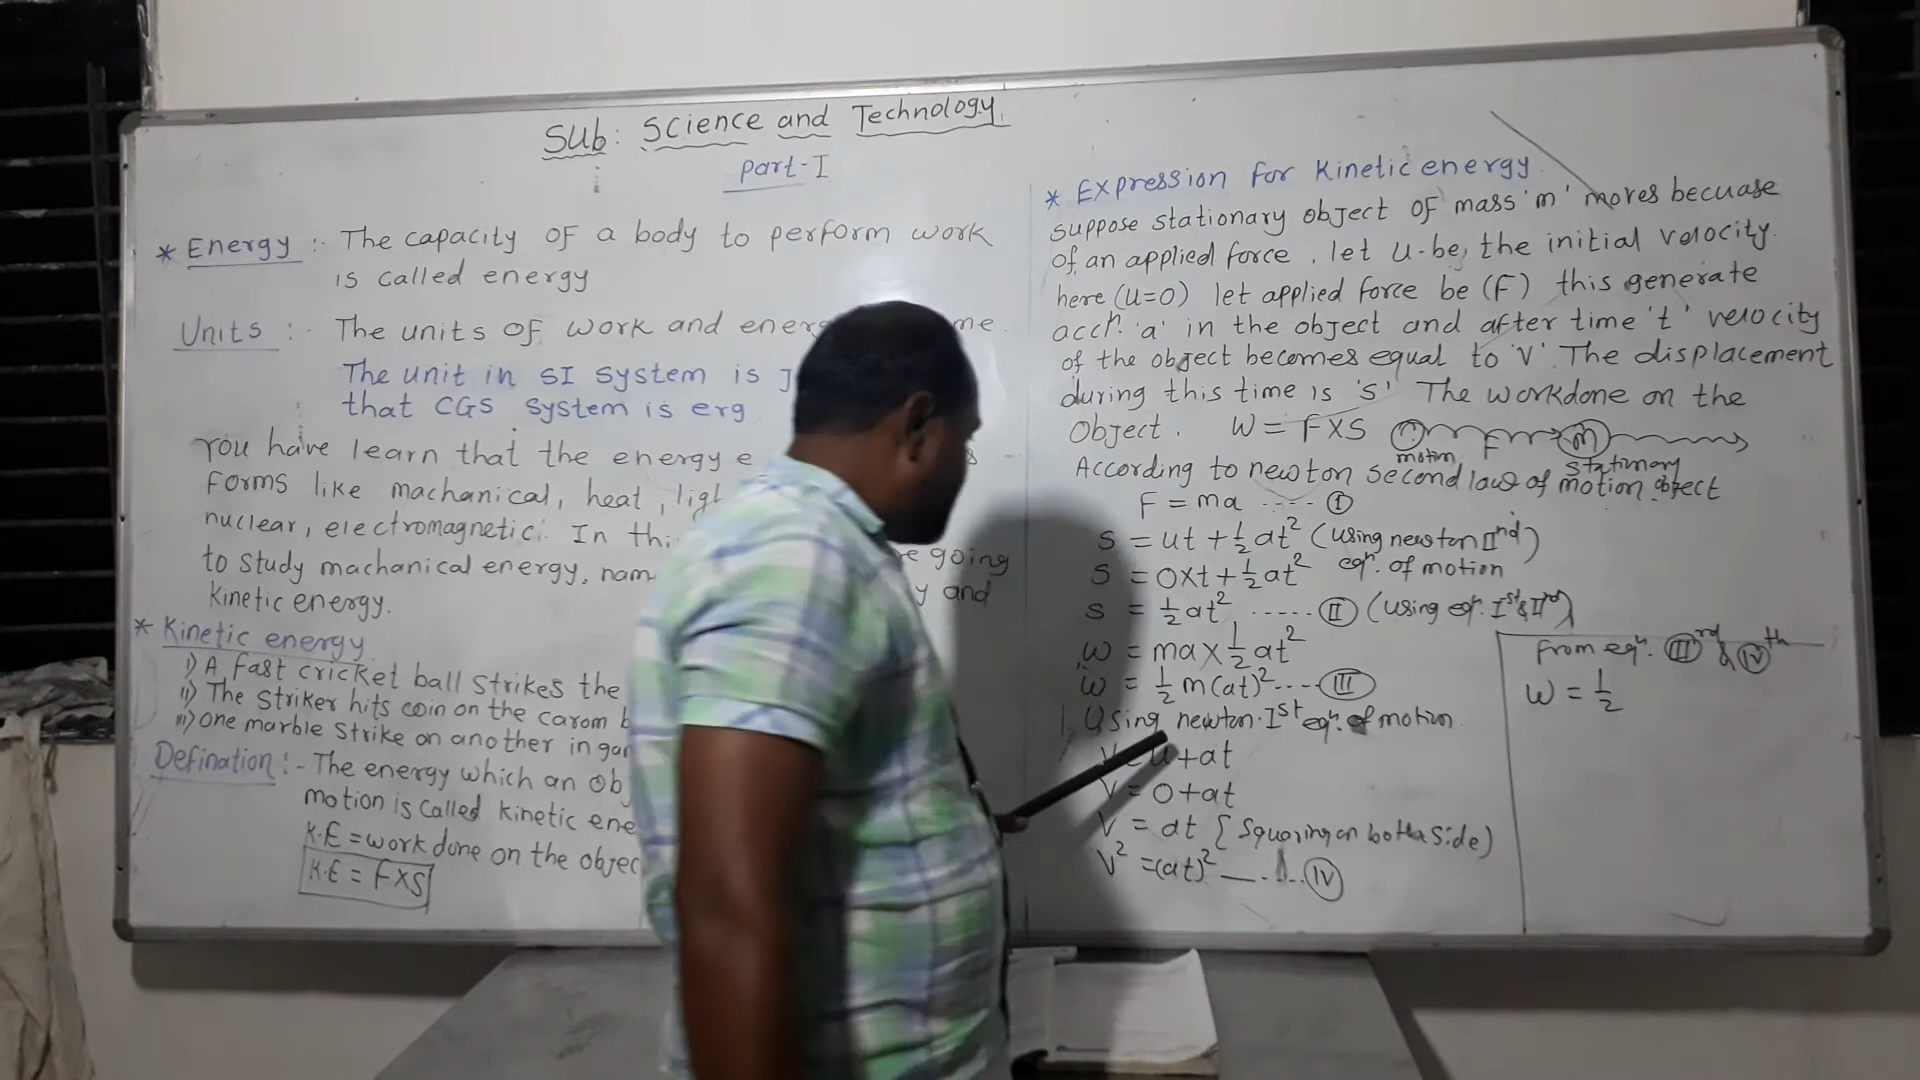 Sub: Science and Technology.
Part-I
* Energy :- The capacity of a body to perform work
is called energy
Units :- The units of work and
The unit in SI system is
that CGS system is erg
You have learn that the energy
forms like machanical, heat,
nuclear, electromagnetic. In
to study machanical energy, going
kinetic energy. and
* Kinetic energy
i) A fast cricket ball strikes the
ii) The striker hits coin on the carom
iii) one marble strike on another in
Defination :- The energy which an
motion is called kinetic
K.E = work done on the
K.E = F×S
* Expression for kinetic energy.
suppose stationary object of mass 'm' moves becuase
of an applied force. let u-be, the initial velocity.
here (u=0) let applied force be (F) this generate
accn. 'a' in the object and after time 't' velocity
of the object becomes equal to 'v'. The displacement
during this time is 's' The workdone on the
object. W = F×S motion F m stationary
According to newton second law of motion object
F = ma ..... I
s = ut + 1/2 at² (using newton IInd)
s = 0×t + 1/2 at² eqn. of motion
s = 1/2 at² ...... II (using eqn. Ist & IInd)
w = ma × 1/2 at²
w = 1/2 m(at)² .... III
1. Using newton. Ist eqn. of motion.
v = u + at
v = 0 + at
v = at [squaring on botha side)
v² = (at)² IV
From eqn. IIIrd & IVth
w = 1/2